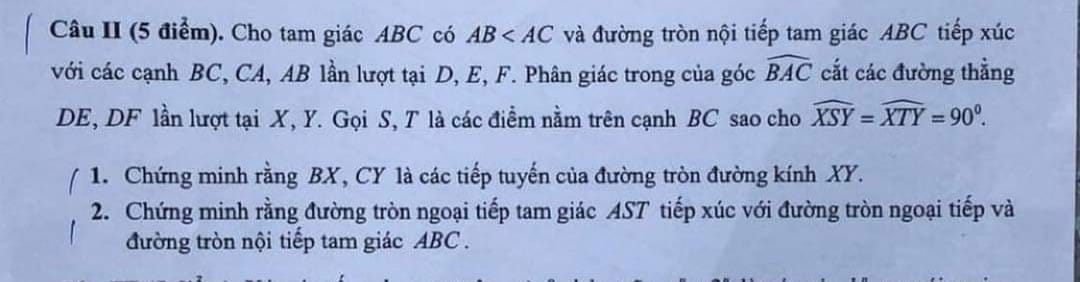 Câu II (5 điểm). Cho tam giác ABC có AB < AC và đường tròn nội tiếp tam giác ABC tiếp xúc
với các cạnh BC, CA, AB lần lượt tại D, E, F. Phân giác trong của góc \widehat{BAC} cắt các đường thẳng
DE, DF lần lượt tại X, Y. Gọi S, T là các điểm nằm trên cạnh BC sao cho \widehat{XSY} = \widehat{XTY} = 90⁰.
1. Chứng minh rằng BX, CY là các tiếp tuyến của đường tròn đường kính XY.
2. Chứng minh rằng đường tròn ngoại tiếp tam giác AST tiếp xúc với đường tròn ngoại tiếp và
đường tròn nội tiếp tam giác ABC.